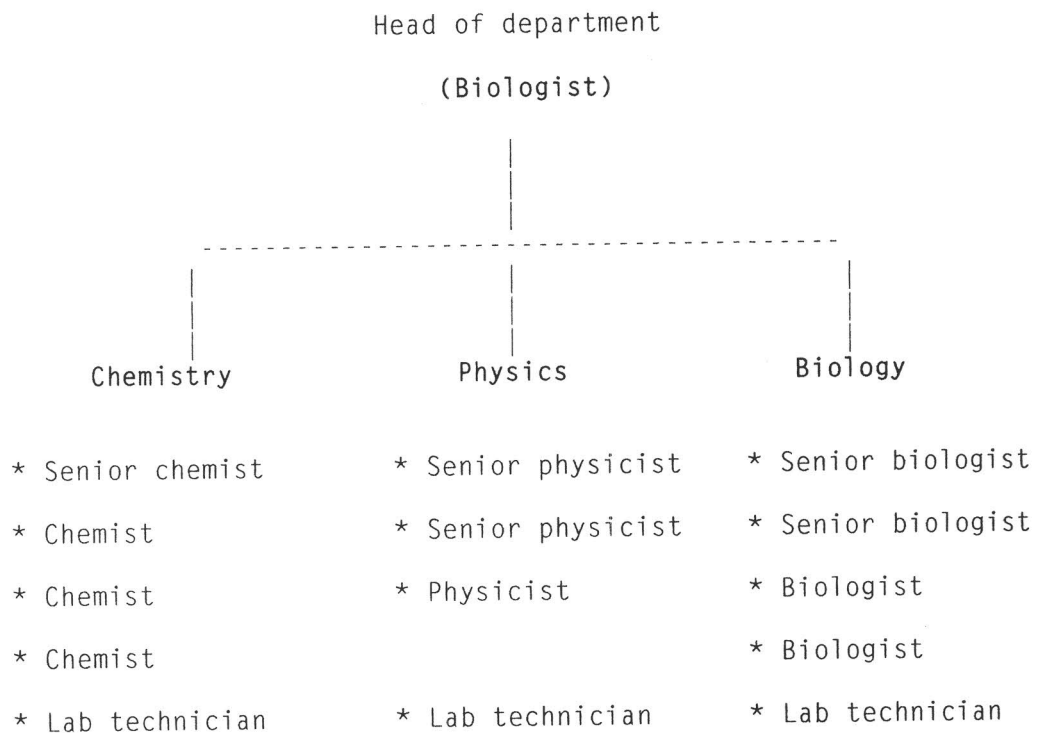 Head of department
(Biologist)
Chemistry Physics Biology
* Senior chemist * Senior physicist * Senior biologist
* Chemist * Senior physicist * Senior biologist
* Chemist * Physicist * Biologist
* Chemist * Biologist
* Lab technician * Lab technician * Lab technician